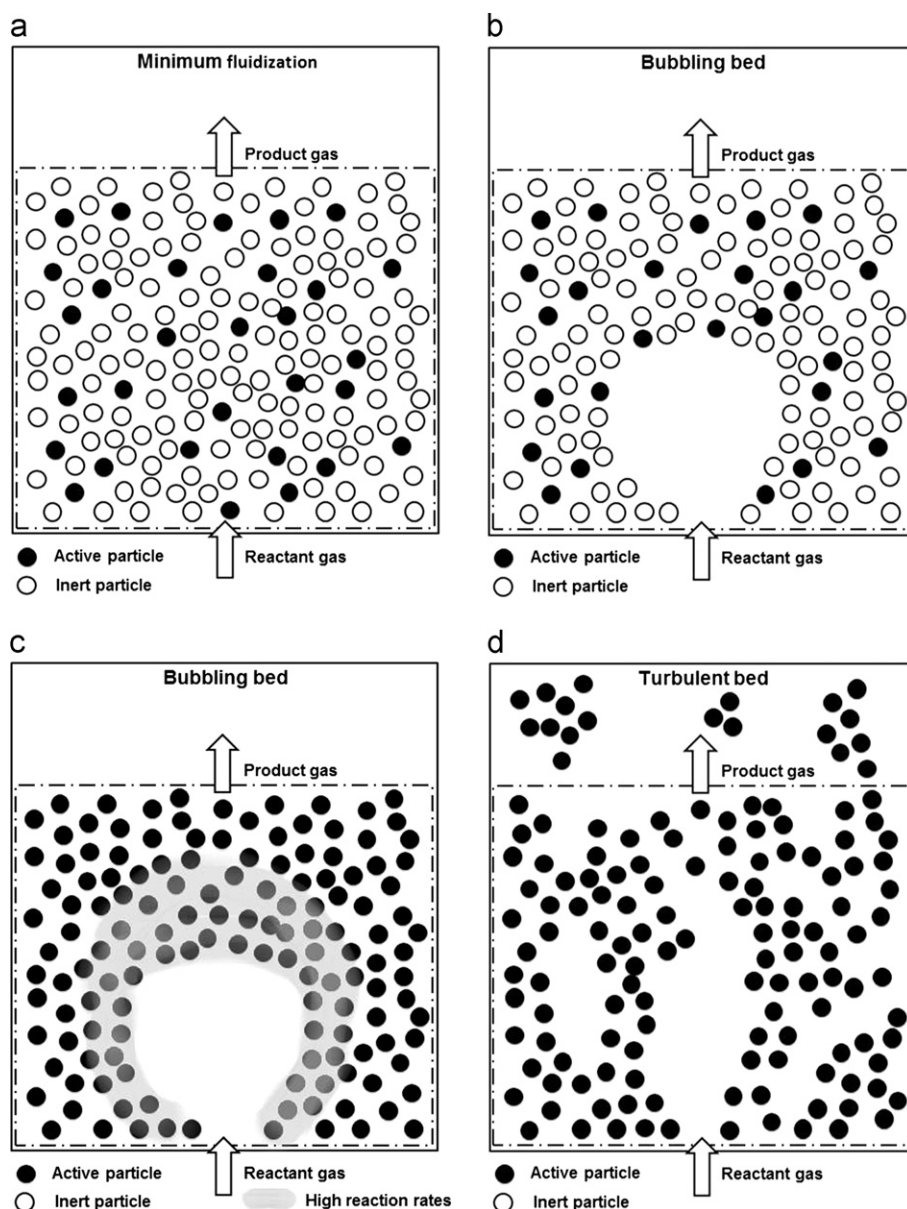 a
Minimum fluidization
Product gas
Active particle
Reactant gas
Inert particle
b
Bubbling bed
Product gas
Active particle
Reactant gas
Inert particle
c
Bubbling bed
Product gas
Active particle
Reactant gas
Inert particle
High reaction rates
d
Turbulent bed
Product gas
Active particle
Reactant gas
Inert particle